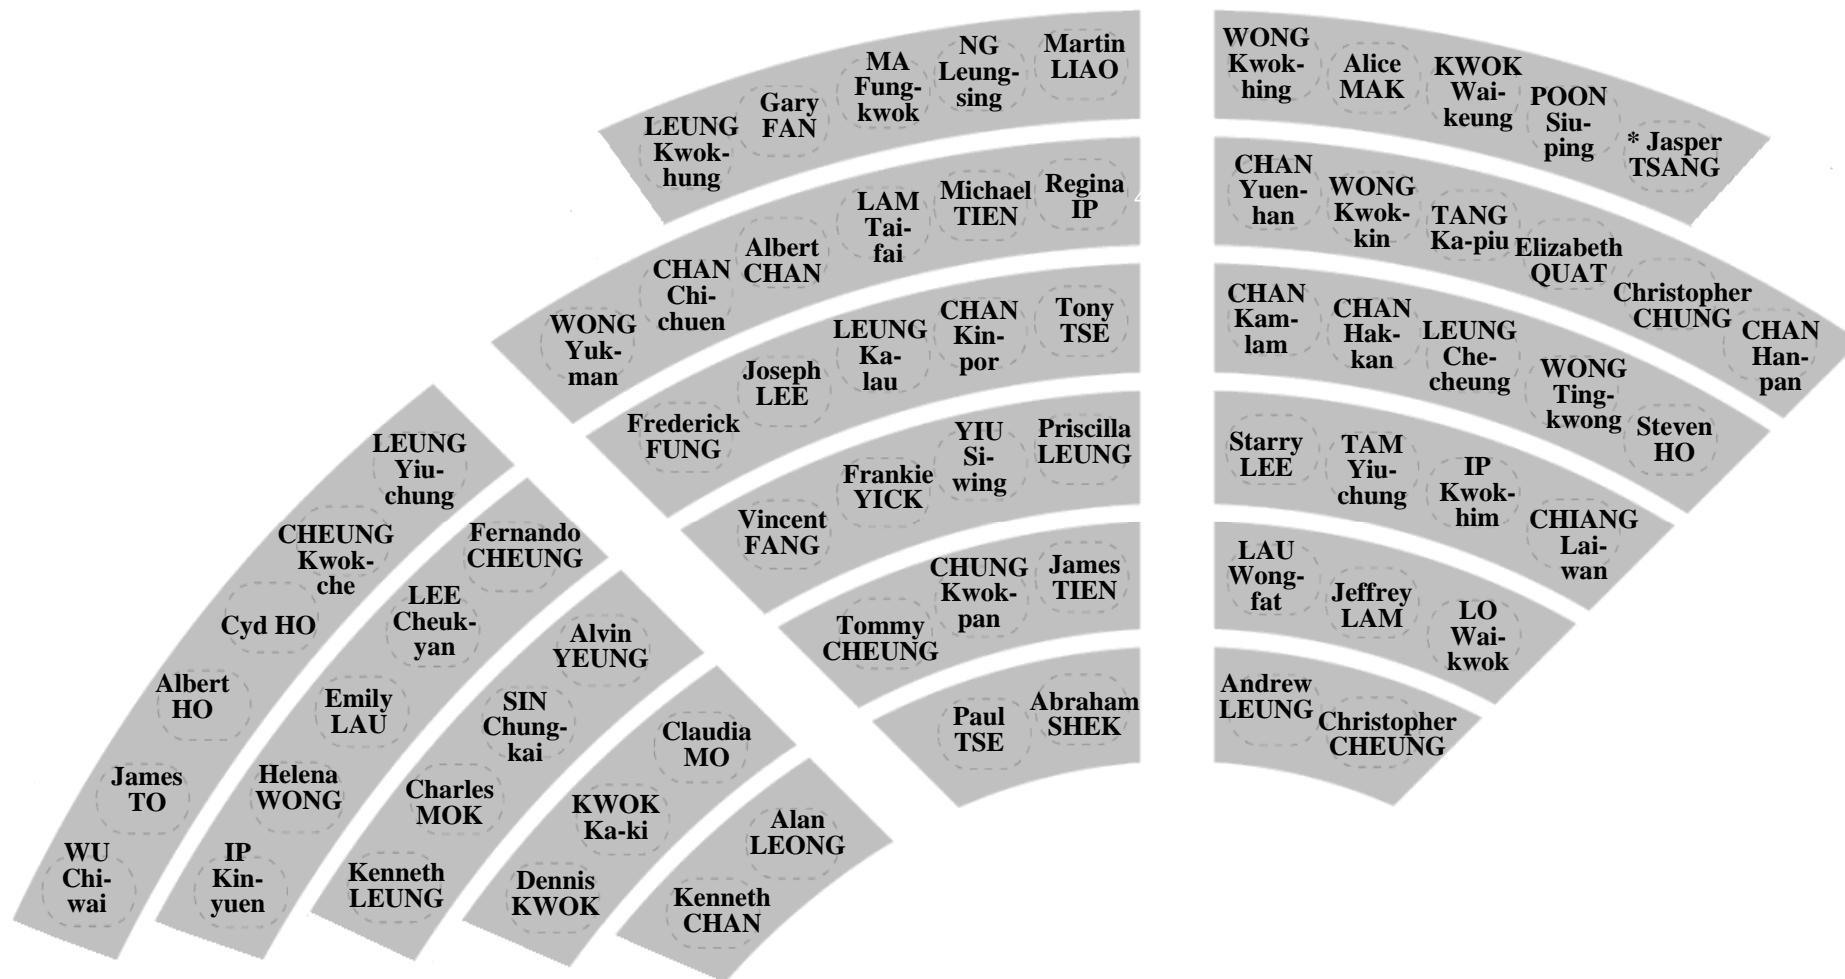 Martin
LIAO
NG
Leung-
sing
MA
Fung-
kwok
Gary
FAN
LEUNG
Kwok-
hung
WONG
Kwok-
hing
Alice
MAK
KWOK
Wai-
keung
POON
Siu-
ping
* Jasper
TSANG
Regina
IP
Michael
TIEN
LAM
Tai-
fai
Albert
CHAN
CHAN
Chi-
chuen
WONG
Yuk-
man
CHAN
Yuen-
han
WONG
Kwok-
kin
TANG
Ka-piu
Elizabeth
QUAT
Christopher
CHUNG
CHAN
Han-
pan
Tony
TSE
CHAN
Kin-
por
LEUNG
Ka-
lau
Joseph
LEE
Frederick
FUNG
CHAN
Kam-
lam
CHAN
Hak-
kan
LEUNG
Che-
cheung
WONG
Ting-
kwong
Steven
HO
Priscilla
LEUNG
YIU
Si-
wing
Frankie
YICK
Vincent
FANG
Starry
LEE
TAM
Yiu-
chung
IP
Kwok-
him
CHIANG
Lai-
wan
James
TIEN
CHUNG
Kwok-
pan
Tommy
CHEUNG
LAU
Wong-
fat
Jeffrey
LAM
LO
Wai-
kwok
Abraham
SHEK
Paul
TSE
Andrew
LEUNG
Christopher
CHEUNG
LEUNG
Yiu-
chung
CHEUNG
Kwok-
che
Cyd HO
Albert
HO
James
TO
WU
Chi-
wai
Fernando
CHEUNG
LEE
Cheuk-
yan
Emily
LAU
Helena
WONG
IP
Kin-
yuen
Alvin
YEUNG
SIN
Chung-
kai
Charles
MOK
Kenneth
LEUNG
Claudia
MO
KWOK
Ka-ki
Dennis
KWOK
Alan
LEONG
Kenneth
CHAN